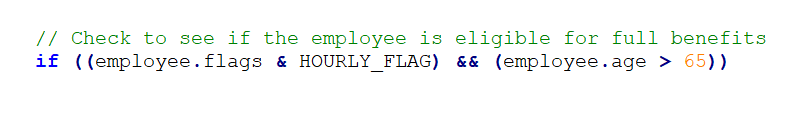 // Check to see if the employee is eligible for full benefits
if ((employee.flags & HOURLY_FLAG) && (employee.age > 65))